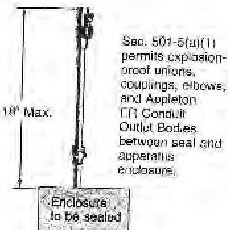 Sec. 501-5(a)(1)
permits explosion-
proof unions,
couplings, elbows,
and Appleton
ER Conduit
Outlet Bodies
between seal and
apparatus
enclosure.
18" Max.
Enclosure
to be sealed